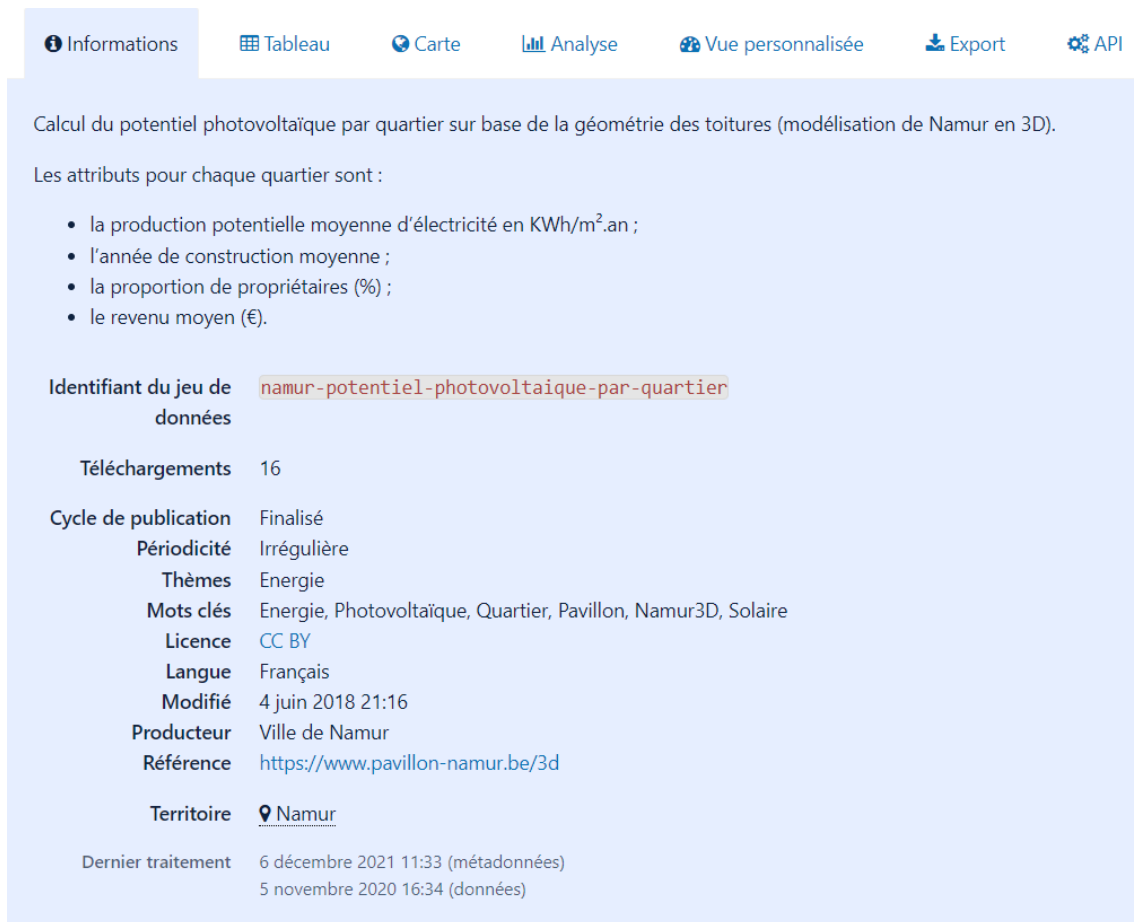 Informations Tableau Carte Analyse Vue personnalisée Export API
Calcul du potentiel photovoltaïque par quartier sur base de la géométrie des toitures (modélisation de Namur en 3D).
Les attributs pour chaque quartier sont :
• la production potentielle moyenne d'électricité en KWh/m².an ;
• l'année de construction moyenne ;
• la proportion de propriétaires (%) ;
• le revenu moyen (€).
Identifiant du jeu de données namur-potentiel-photovoltaique-par-quartier
Téléchargements 16
Cycle de publication Finalisé
Périodicité Irrégulière
Thèmes Energie
Mots clés Energie, Photovoltaïque, Quartier, Pavillon, Namur3D, Solaire
Licence CC BY
Langue Français
Modifié 4 juin 2018 21:16
Producteur Ville de Namur
Référence https://www.pavillon-namur.be/3d
Territoire Namur
Dernier traitement 6 décembre 2021 11:33 (métadonnées)
5 novembre 2020 16:34 (données)